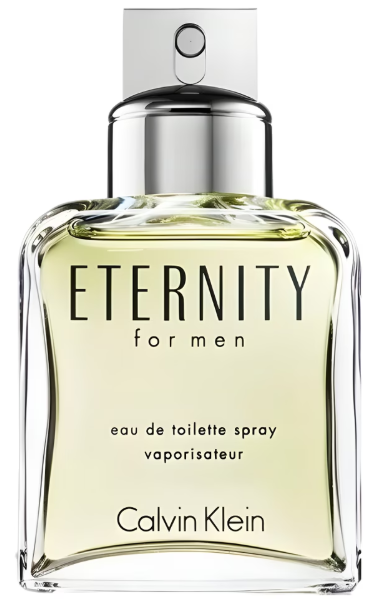 ETERNITY
for men
eau de toilette spray
vaporisateur
Calvin Klein